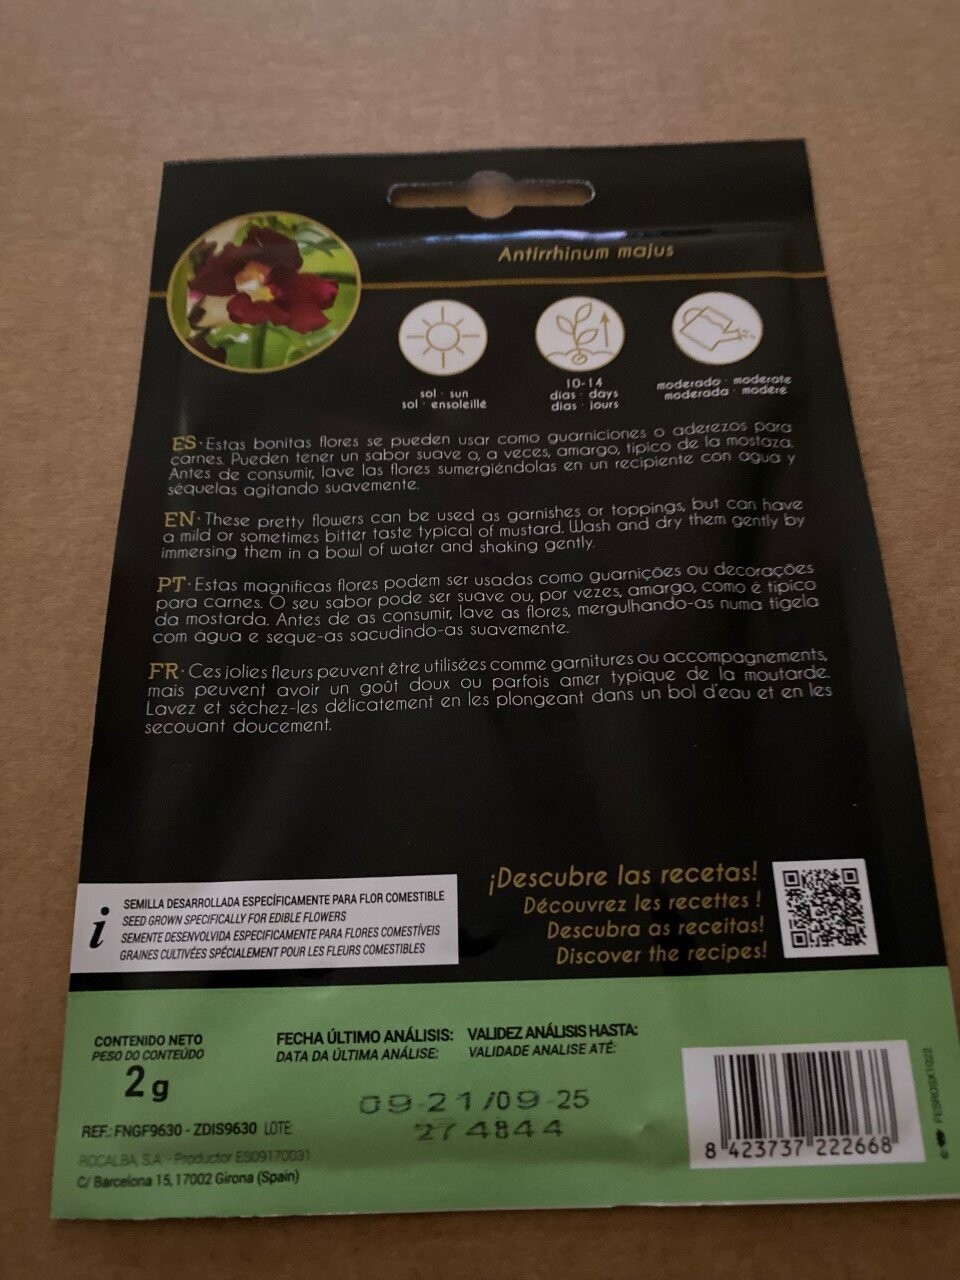 Antirrhinum majus
sol · sun
sol · ensoleillé
10-14
días · days
dias · jours
moderado · moderate
moderada · modéré
ES · Estas bonitas flores se pueden usar como guarniciones o aderezos para
carnes. Pueden tener un sabor suave o, a veces, amargo, típico de la mostaza.
Antes de consumir, lave las flores sumergiéndolas en un recipiente con agua y
séquelas agitando suavemente.
EN · These pretty flowers can be used as garnishes or toppings, but can have
a mild or sometimes bitter taste typical of mustard. Wash and dry them gently by
immersing them in a bowl of water and shaking gently.
PT · Estas magníficas flores podem ser usadas como guarnições ou decorações
para carnes. O seu sabor pode ser suave ou, por vezes, amargo, como é típico
da mostarda. Antes de as consumir, lave as flores, mergulhando-as numa tigela
com água e seque-as sacudindo-as suavemente.
FR · Ces jolies fleurs peuvent être utilisées comme garnitures ou accompagnements,
mais peuvent avoir un goût doux ou parfois amer typique de la moutarde.
Lavez et séchez-les délicatement en les plongeant dans un bol d'eau et en les
secouant doucement.
i
SEMILLA DESARROLLADA ESPECÍFICAMENTE PARA FLOR COMESTIBLE
SEED GROWN SPECIFICALLY FOR EDIBLE FLOWERS
SEMENTE DESENVOLVIDA ESPECIFICAMENTE PARA FLORES COMESTÍVEIS
GRAINES CULTIVÉES SPÉCIALEMENT POUR LES FLEURS COMESTIBLES
¡Descubre las recetas!
Découvrez les recettes !
Descubra as receitas!
Discover the recipes!
CONTENIDO NETO
PESO DO CONTEÚDO
2 g
FECHA ÚLTIMO ANÁLISIS:
DATA DA ÚLTIMA ANÁLISE:
VALIDEZ ANÁLISIS HASTA:
VALIDADE ANALISE ATÉ:
09-21/09-25
274844
REF.: FNGF9630 - ZDIS9630 LOTE
ROCALBA S.A. - Productor ES09170031
C/ Barcelona 15, 17002 Girona (Spain)
8 423737 222668
FESROSX1022